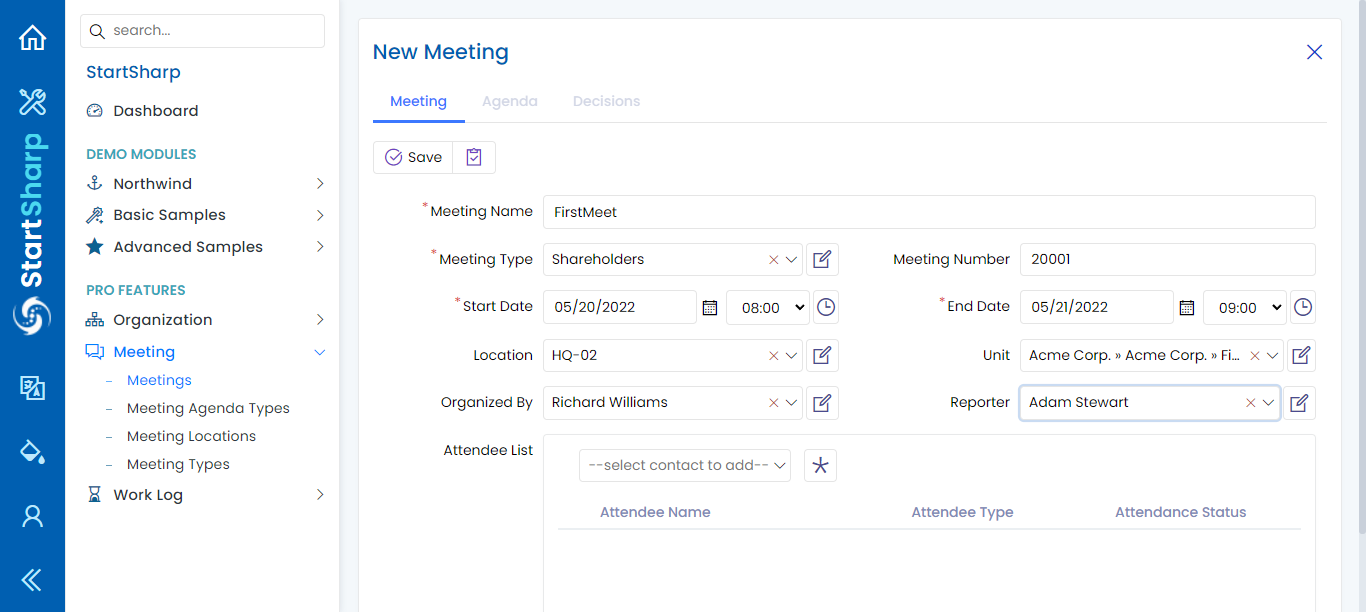 search...
StartSharp
Dashboard
DEMO MODULES
Northwind
Basic Samples
Advanced Samples
PRO FEATURES
Organization
Meeting
Meetings
Meeting Agenda Types
Meeting Locations
Meeting Types
Work Log
StartSharp
New Meeting
Meeting Agenda Decisions
Save
*Meeting Name FirstMeet
*Meeting Type Shareholders Meeting Number 20001
*Start Date 05/20/2022 08:00 *End Date 05/21/2022 09:00
Location HQ-02 Unit Acme Corp. » Acme Corp. » Fi...
Organized By Richard Williams Reporter Adam Stewart
Attendee List --select contact to add--
Attendee Name Attendee Type Attendance Status